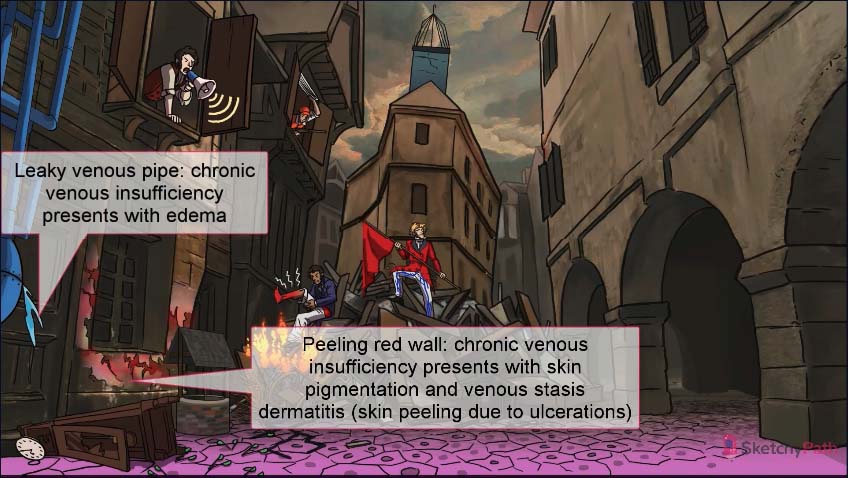 Leaky venous pipe: chronic
venous insufficiency
presents with edema
Peeling red wall: chronic venous
insufficiency presents with skin
pigmentation and venous stasis
dermatitis (skin peeling due to ulcerations)
SketchyPath